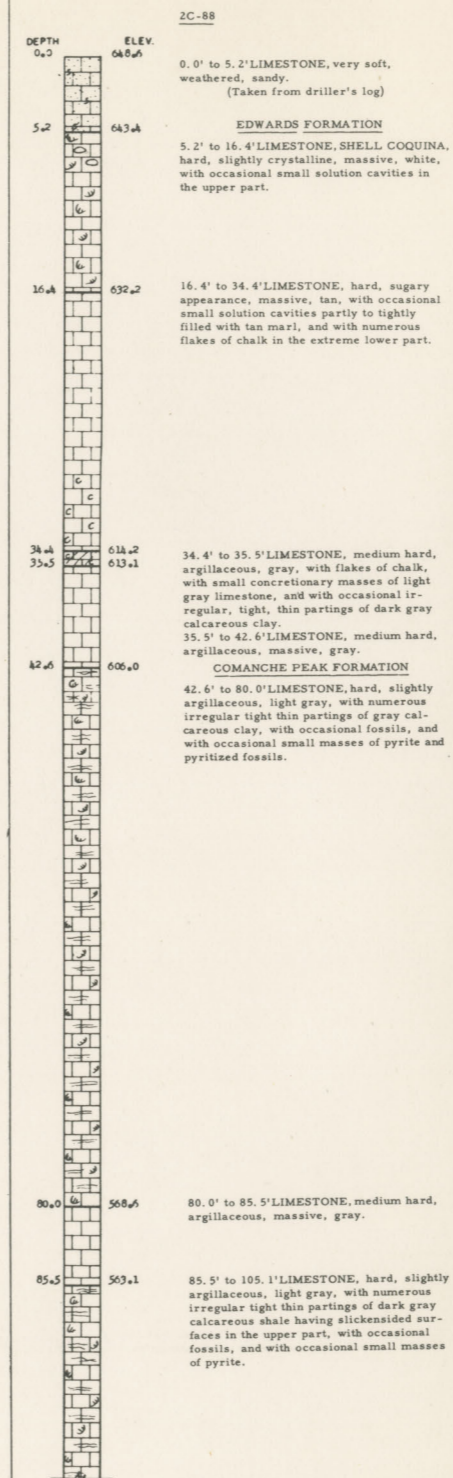 2C-88
DEPTH ELEV.
0.0 648.6
0.0' to 5.2' LIMESTONE, very soft,
weathered, sandy.
(Taken from driller's log)
5.2 643.4
EDWARDS FORMATION
5.2' to 16.4' LIMESTONE, SHELL COQUINA,
hard, slightly crystalline, massive, white,
with occasional small solution cavities in
the upper part.
16.4 632.2
16.4' to 34.4' LIMESTONE, hard, sugary
appearance, massive, tan, with occasional
small solution cavities partly to tightly
filled with tan marl, and with numerous
flakes of chalk in the extreme lower part.
34.4 614.2
35.5 613.1
34.4' to 35.5' LIMESTONE, medium hard,
argillaceous, gray, with flakes of chalk,
with small concretionary masses of light
gray limestone, and with occasional ir-
regular, tight, thin partings of dark gray
calcareous clay.
35.5' to 42.6' LIMESTONE, medium hard,
argillaceous, massive, gray.
42.6 606.0
COMANCHE PEAK FORMATION
42.6' to 80.0' LIMESTONE, hard, slightly
argillaceous, light gray, with numerous
irregular tight thin partings of gray cal-
careous clay, with occasional fossils, and
with occasional small masses of pyrite and
pyritized fossils.
80.0 568.6
80.0' to 85.5' LIMESTONE, medium hard,
argillaceous, massive, gray.
85.5 563.1
85.5' to 105.1' LIMESTONE, hard, slightly
argillaceous, light gray, with numerous
irregular tight thin partings of dark gray
calcareous shale having slickensided sur-
faces in the upper part, with occasional
fossils, and with occasional small masses
of pyrite.